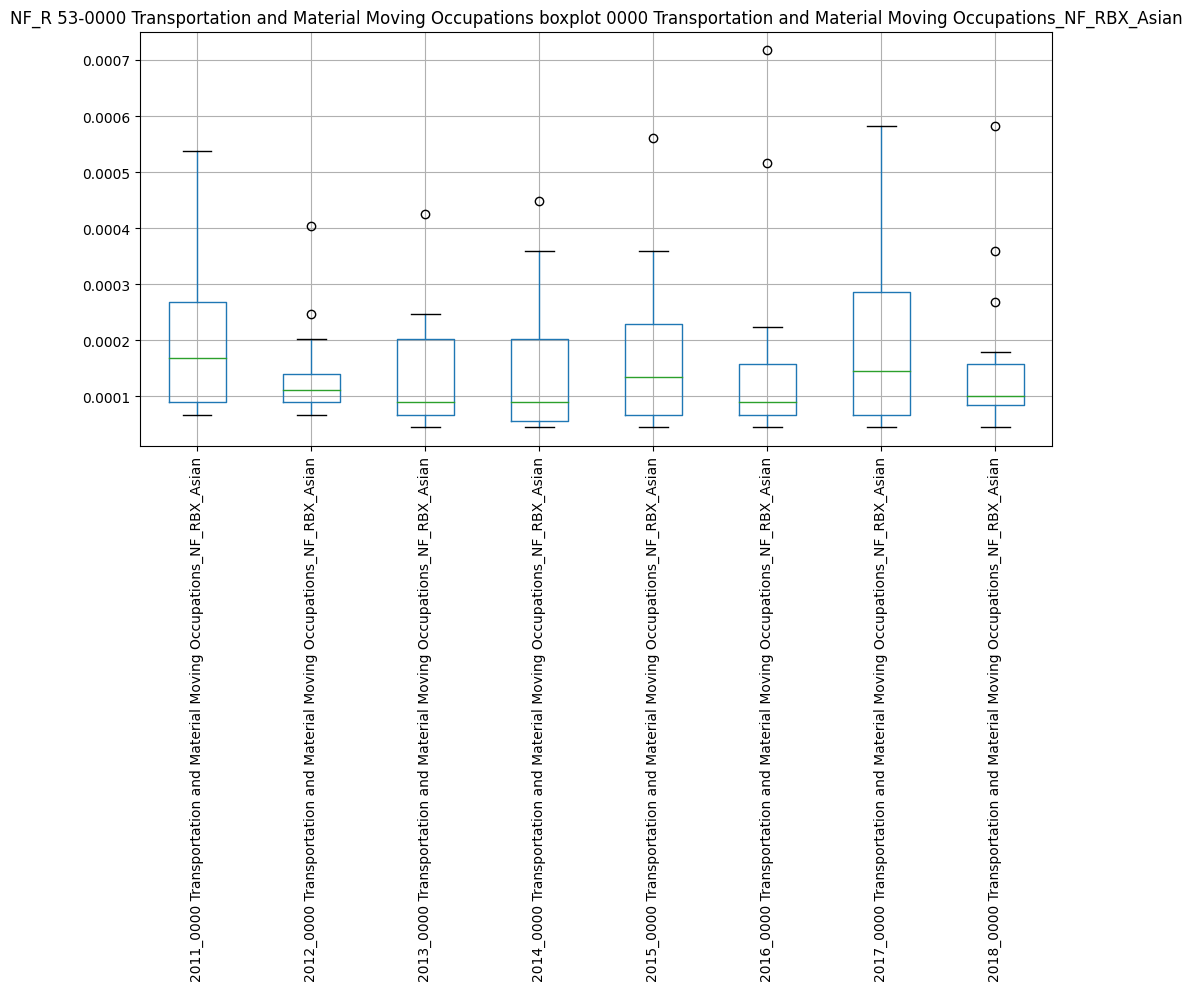 NF_R 53-0000 Transportation and Material Moving Occupations boxplot 0000 Transportation and Material Moving Occupations_NF_RBX_Asian
0.0007
0.0006
0.0005
0.0004
0.0003
0.0002
0.0001
2011_0000 Transportation and Material Moving Occupations_NF_RBX_Asian
2012_0000 Transportation and Material Moving Occupations_NF_RBX_Asian
2013_0000 Transportation and Material Moving Occupations_NF_RBX_Asian
2014_0000 Transportation and Material Moving Occupations_NF_RBX_Asian
2015_0000 Transportation and Material Moving Occupations_NF_RBX_Asian
2016_0000 Transportation and Material Moving Occupations_NF_RBX_Asian
2017_0000 Transportation and Material Moving Occupations_NF_RBX_Asian
2018_0000 Transportation and Material Moving Occupations_NF_RBX_Asian